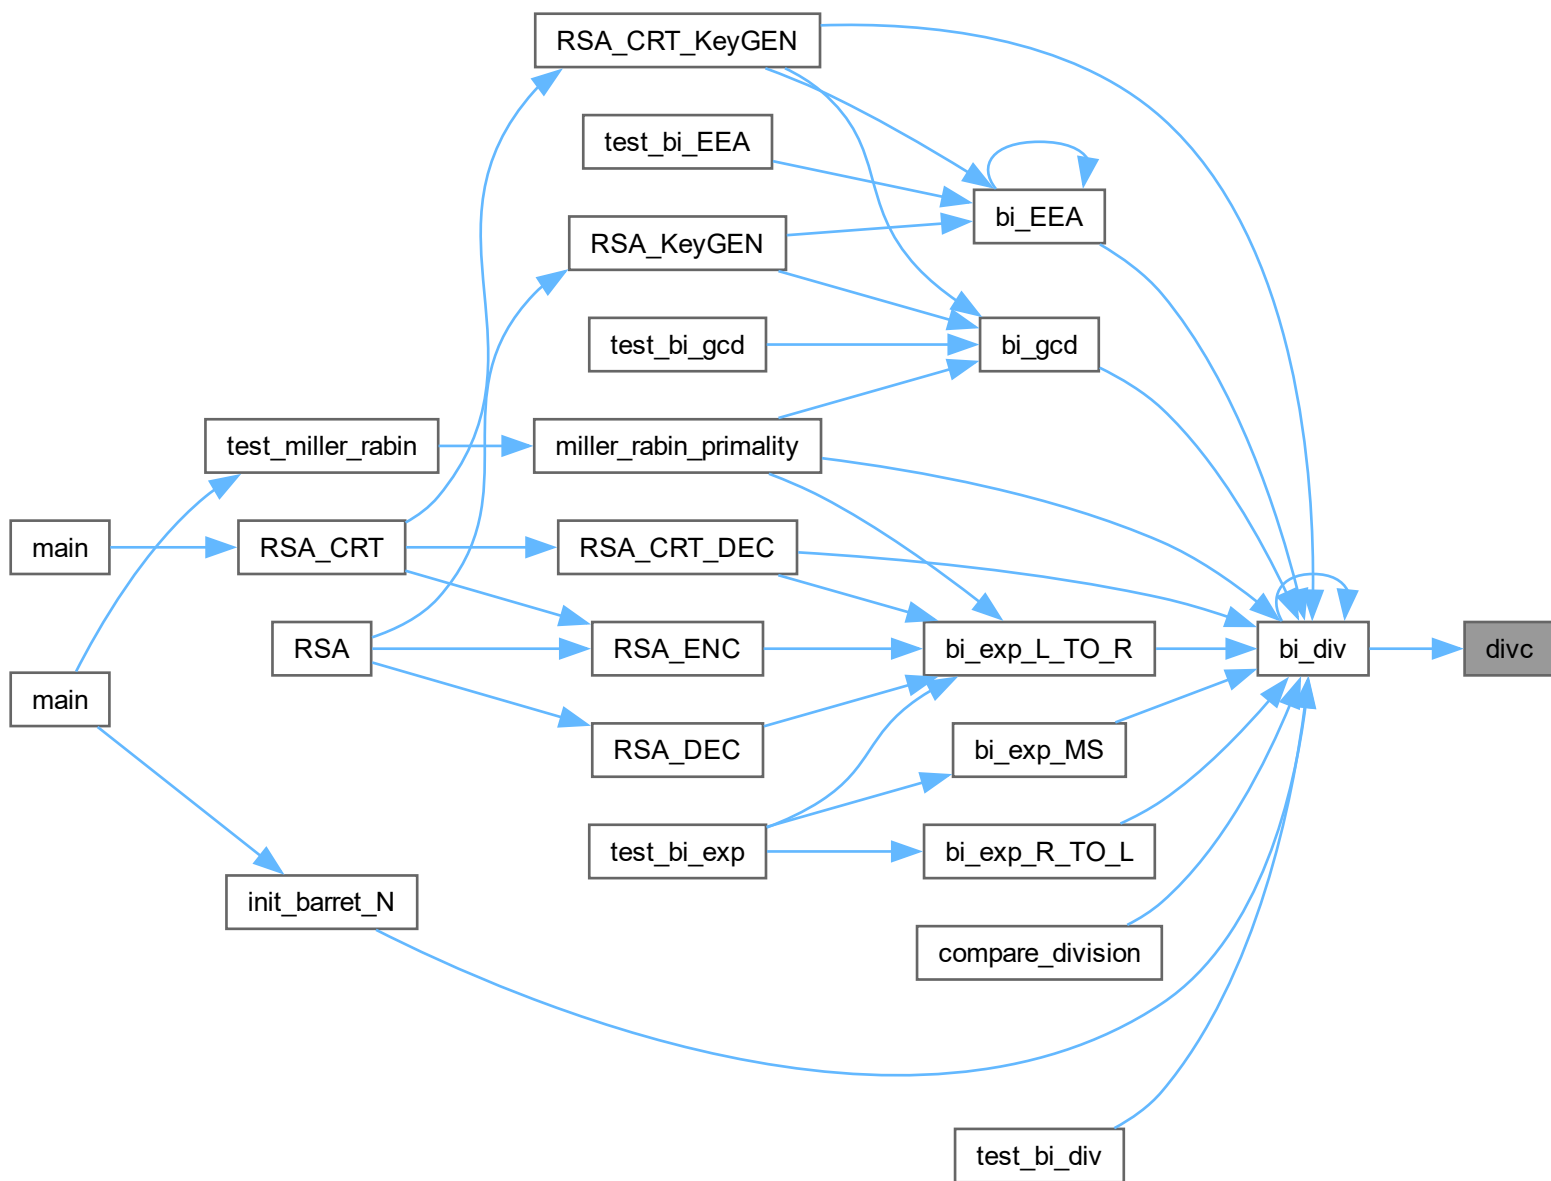 RSA_CRT_KeyGEN
test_bi_EEA
bi_EEA
RSA_KeyGEN
test_bi_gcd
bi_gcd
test_miller_rabin
miller_rabin_primality
main
RSA_CRT
RSA_CRT_DEC
RSA
RSA_ENC
bi_exp_L_TO_R
bi_div
divc
main
RSA_DEC
bi_exp_MS
test_bi_exp
bi_exp_R_TO_L
init_barret_N
compare_division
test_bi_div